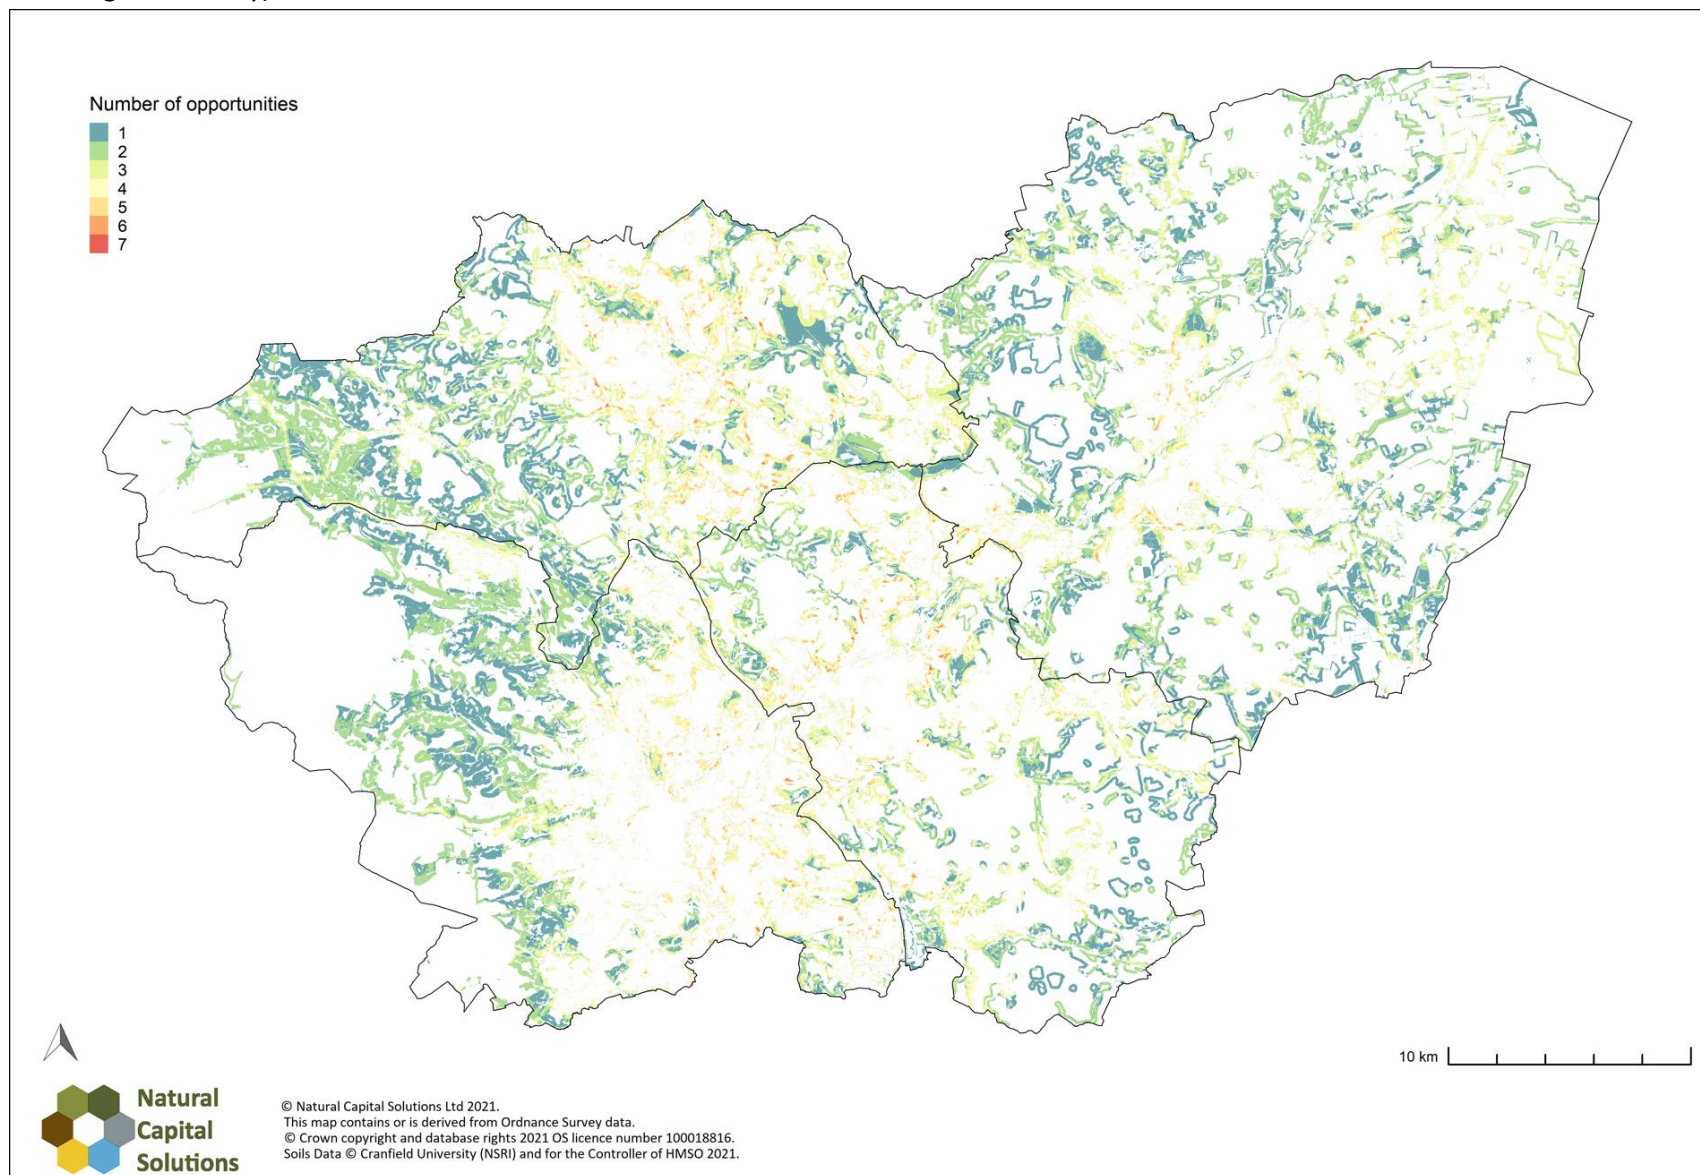 Number of opportunities
1
2
3
4
5
6
7
10 km
Natural
Capital
Solutions
© Natural Capital Solutions Ltd 2021.
This map contains or is derived from Ordnance Survey data.
© Crown copyright and database rights 2021 OS licence number 100018816.
Soils Data © Cranfield University (NSRI) and for the Controller of HMSO 2021.